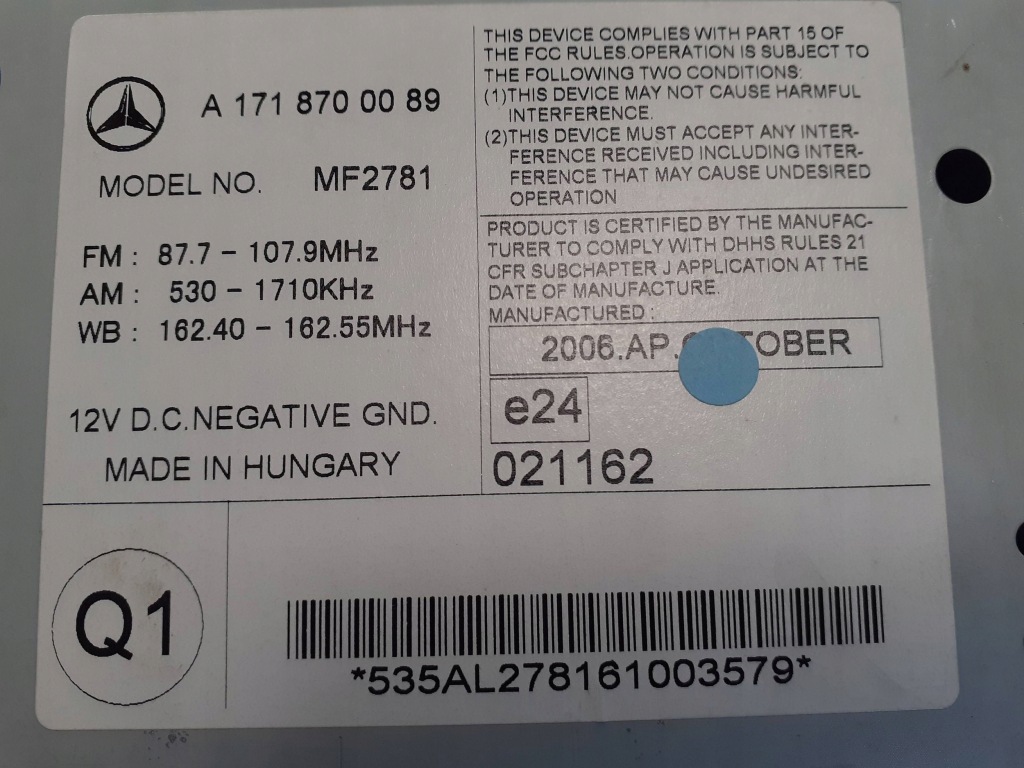 A 171 870 00 89
MODEL NO. MF2781
FM : 87.7 - 107.9MHz
AM : 530 - 1710KHz
WB : 162.40 - 162.55MHz
12V D.C.NEGATIVE GND.
MADE IN HUNGARY
THIS DEVICE COMPLIES WITH PART 15 OF
THE FCC RULES.OPERATION IS SUBJECT TO
THE FOLLOWING TWO CONDITIONS:
(1)THIS DEVICE MAY NOT CAUSE HARMFUL
INTERFERENCE.
(2)THIS DEVICE MUST ACCEPT ANY INTER-
FERENCE RECEIVED INCLUDING INTER-
FERENCE THAT MAY CAUSE UNDESIRED
OPERATION
PRODUCT IS CERTIFIED BY THE MANUFAC-
TURER TO COMPLY WITH DHHS RULES 21
CFR SUBCHAPTER J APPLICATION AT THE
DATE OF MANUFACTURE.
MANUFACTURED :
2006.AP.OCTOBER
e24
021162
Q1
*535AL278161003579*